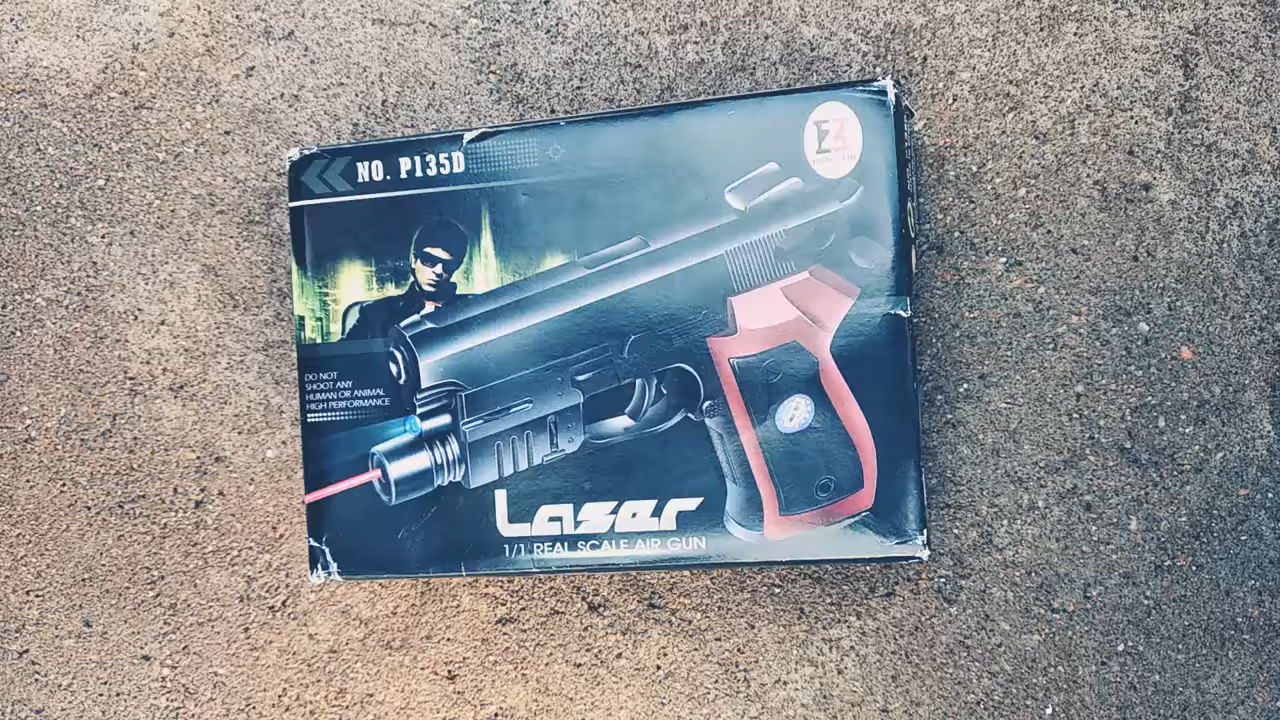 NO. P135D
DO NOT
SHOOT ANY
HUMAN OR ANIMAL
HIGH PERFORMANCE
Laser
1/1 REAL SCALE AIR GUN